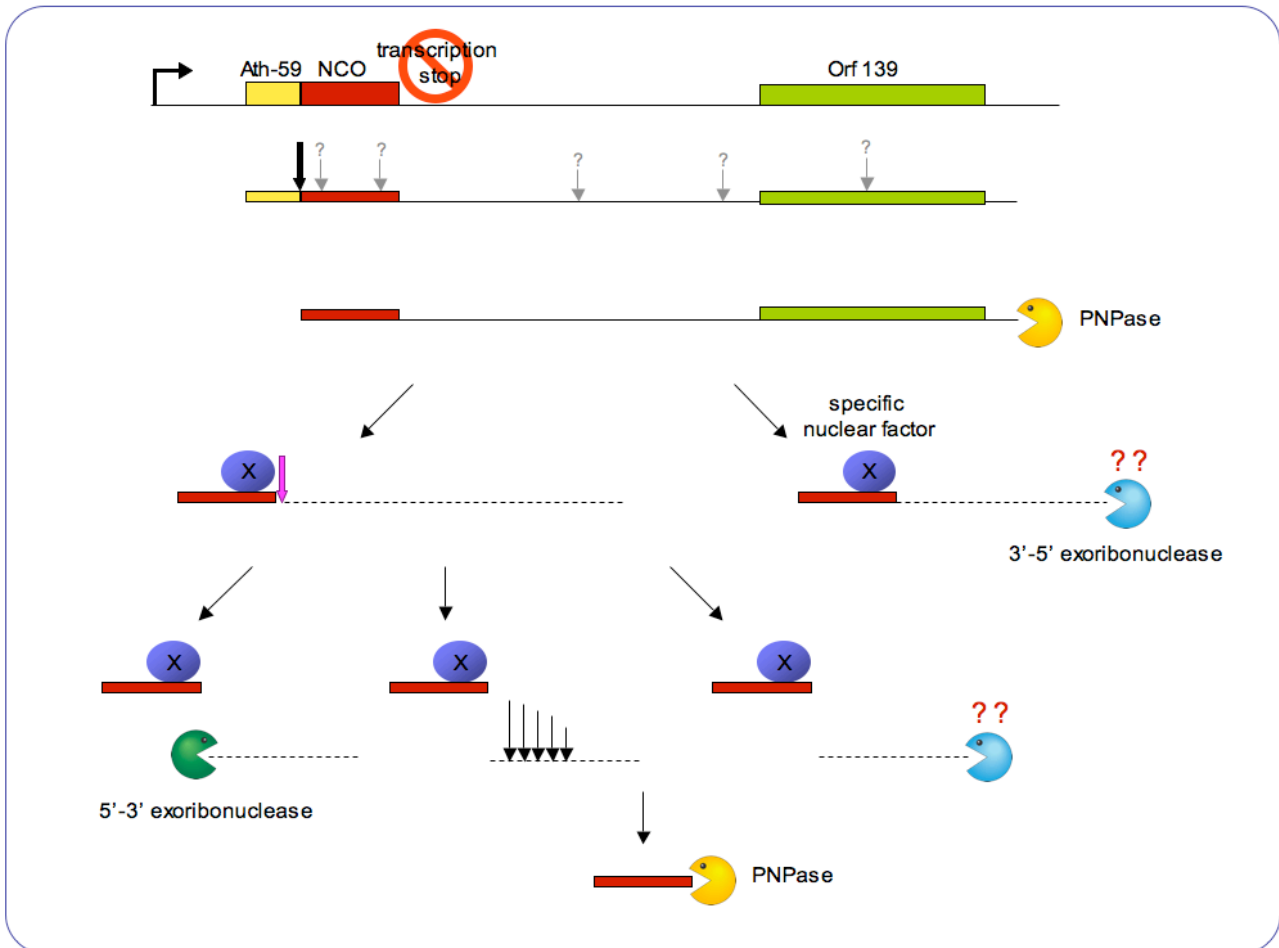 transcription
stop
Ath-59
NCO
Orf 139
?
?
?
?
?
PNPase
specific
nuclear factor
X
X
? ?
3'-5' exoribonuclease
X
X
X
? ?
5'-3' exoribonuclease
PNPase